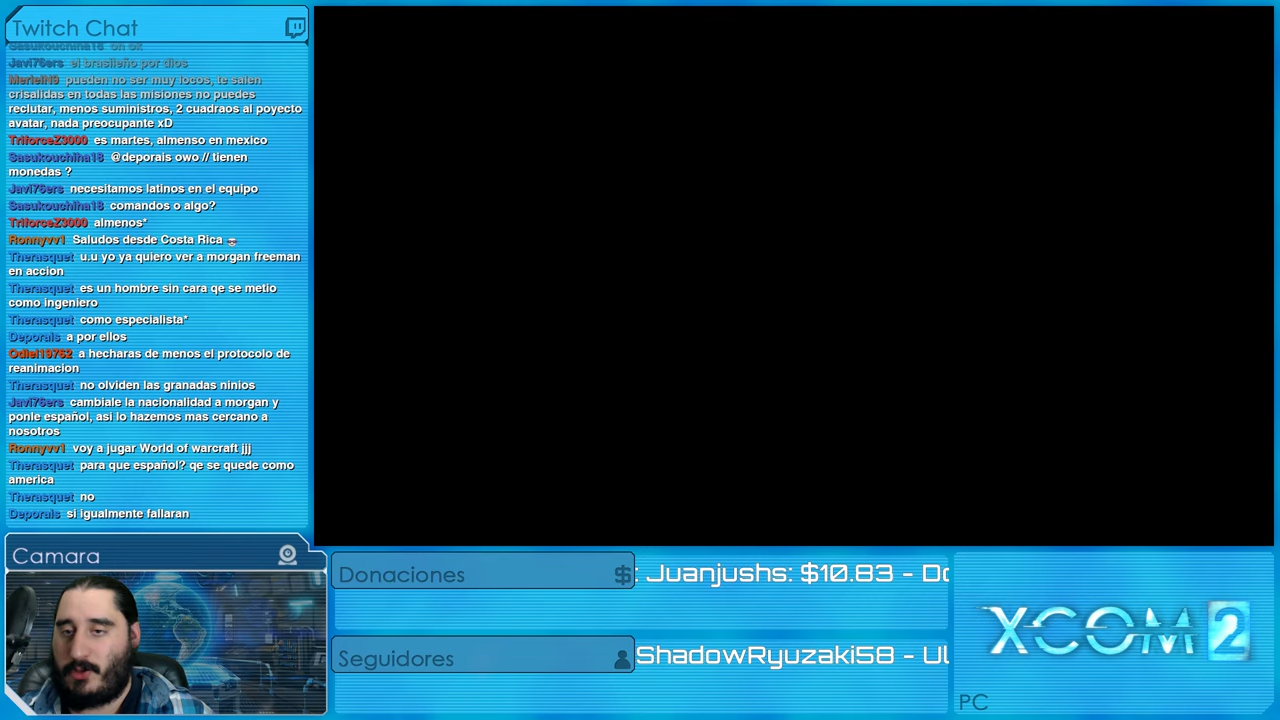 Twitch Chat
Sasukouchiha18 oh ok
Javi76ers el brasileño por dios
MerielN9 pueden no ser muy locos, te salen
crisalidas en todas las misiones no puedes
reclutar, menos suministros, 2 cuadraos al poyecto
avatar, nada preocupante xD
TriforceZ3000 es martes, almenso en mexico
Sasukouchiha18 @deporais owo // tienen
monedas ?
Javi76ers necesitamos latinos en el equipo
Sasukouchiha18 comandos o algo?
TriforceZ3000 almenos*
Ronnyvv1 Saludos desde Costa Rica
Therasquet u.u yo ya quiero ver a morgan freeman
en accion
Therasquet es un hombre sin cara qe se metio
como ingeniero
Therasquet como especialista*
Deporais a por ellos
Odiel19762 a hecharas de menos el protocolo de
reanimacion
Therasquet no olviden las granadas ninios
Javi76ers cambiale la nacionalidad a morgan y
ponle español, asi lo hazemos mas cercano a
nosotros
Ronnyvv1 voy a jugar World of warcraft jjj
Therasquet para que español? qe se quede como
america
Therasquet no
Deporais si igualmente fallaran
Camara
Donaciones $ : Juanjushs: $10.83 - Do
Seguidores ShadowRyuzaki58 - Ul
XCOM 2
PC